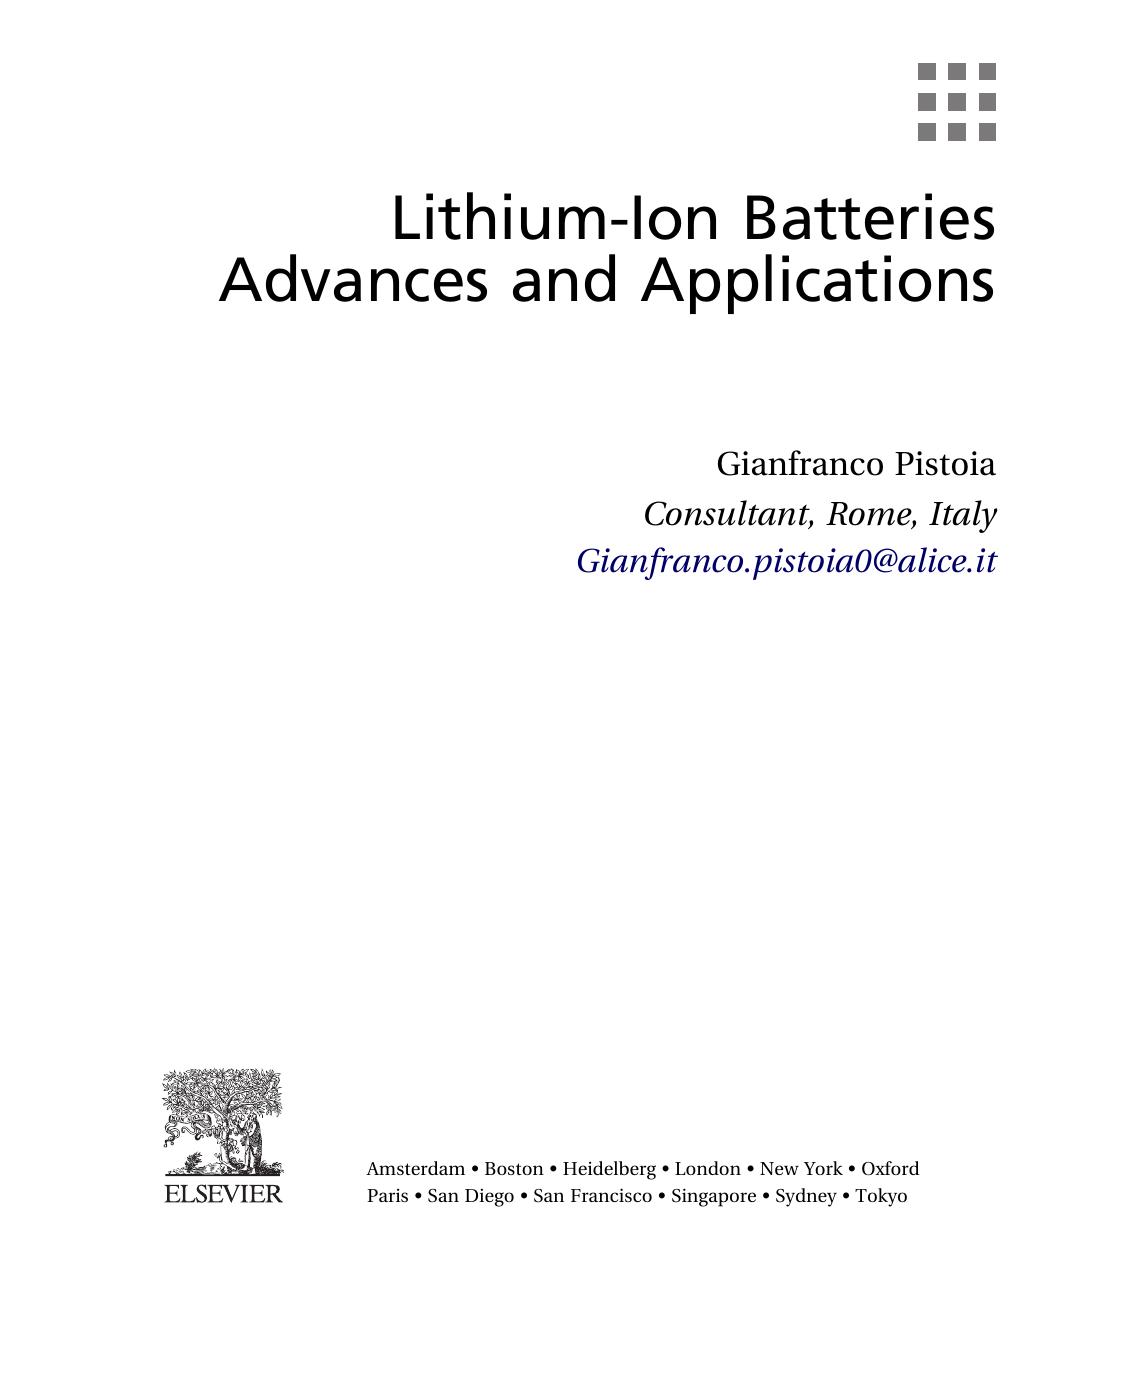 Lithium-Ion Batteries
Advances and Applications
Gianfranco Pistoia
Consultant, Rome, Italy
Gianfranco.pistoia0@alice.it
ELSEVIER
Amsterdam • Boston • Heidelberg • London • New York • Oxford
Paris • San Diego • San Francisco • Singapore • Sydney • Tokyo